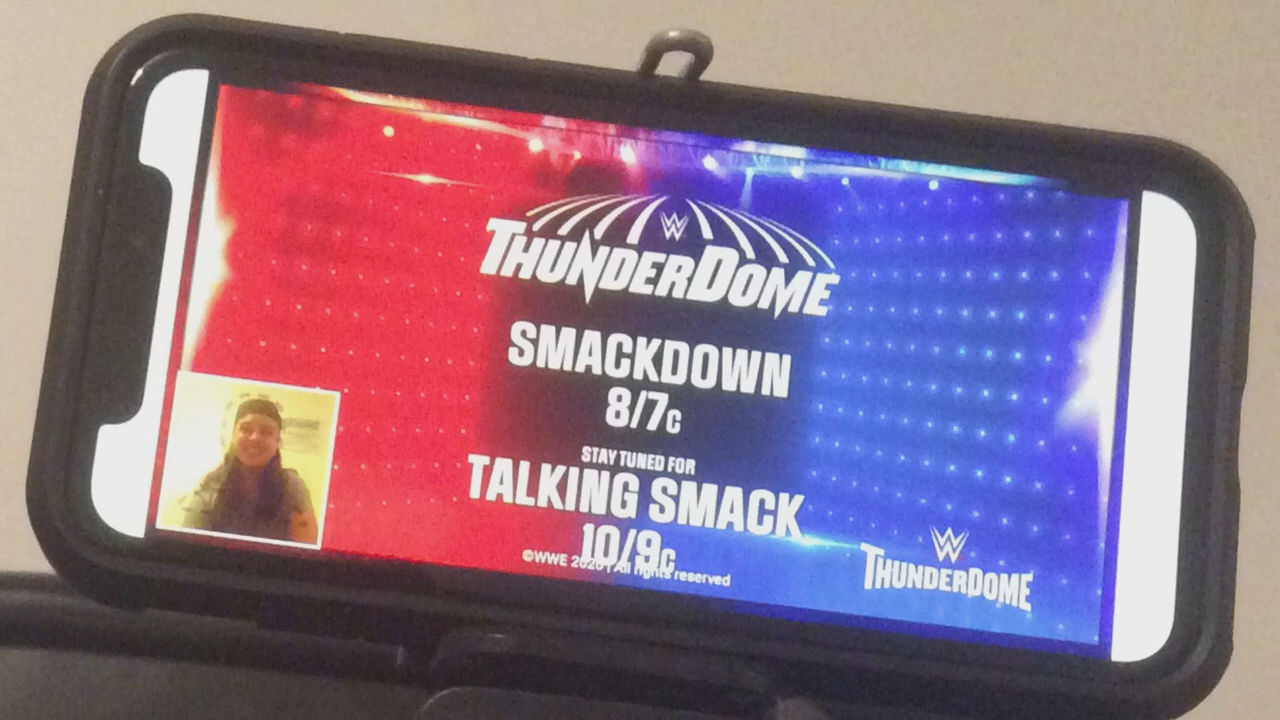 W
THUNDERDOME
SMACKDOWN
8/7C
STAY TUNED FOR
TALKING SMACK
10/9C
©WWE 2020 | All rights reserved
W
THUNDERDOME